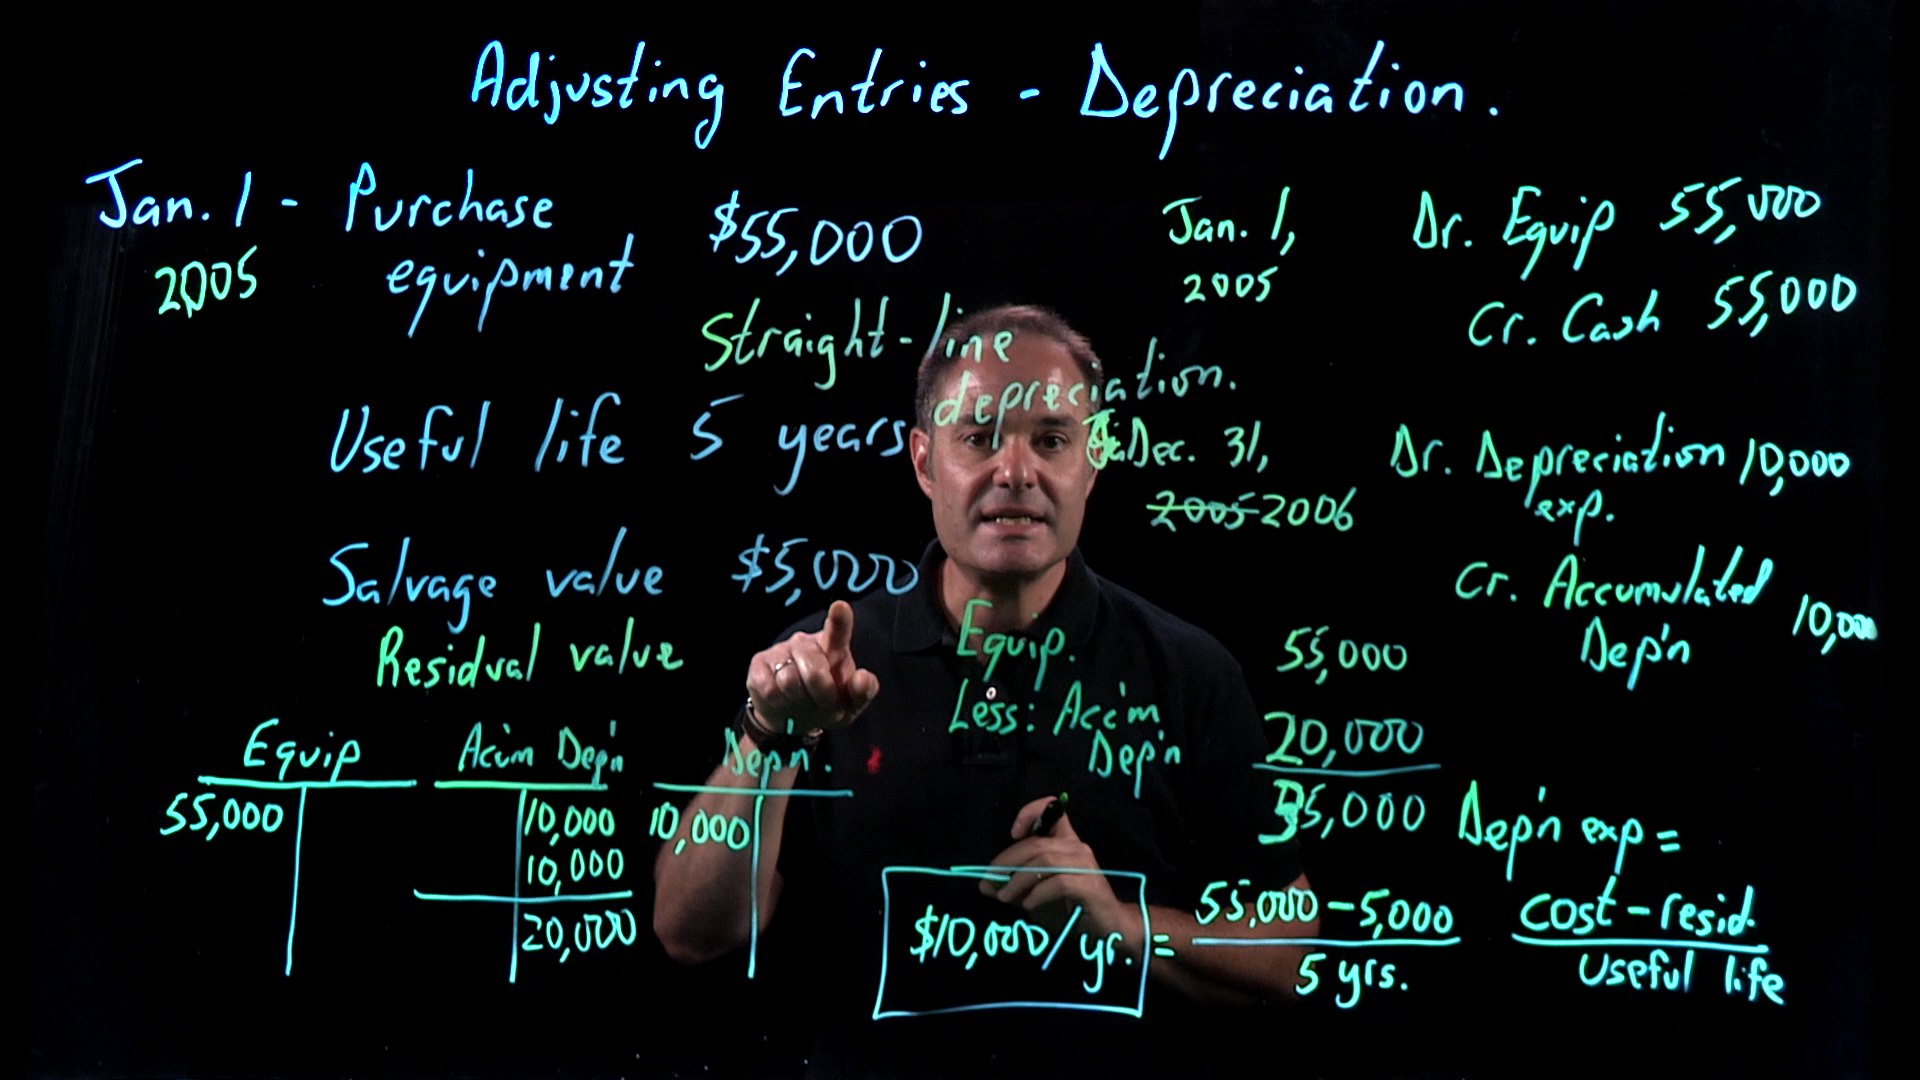 Adjusting Entries - Depreciation.
Jan. 1 - Purchase
2005 equipment $55,000
Straight-line
depreciation.
Useful life 5 years
Salvage value $5,000
Residual value
Jan. 1,
2005
Dr. Equip 55,000
Cr. Cash 55,000
Dec. 31,
2005 2006
Dr. Depreciation 10,000
exp.
Cr. Accumulated 10,000
Dep'n
Equip. 55,000
Less: Acc'm
Dep'n 20,000
35,000
Equip
55,000
Acc'm Dep'n
10,000
10,000
20,000
Dep'n.
10,000
Dep'n exp =
cost - resid.
useful life
$10,000/yr. = 55,000 - 5,000
5 yrs.